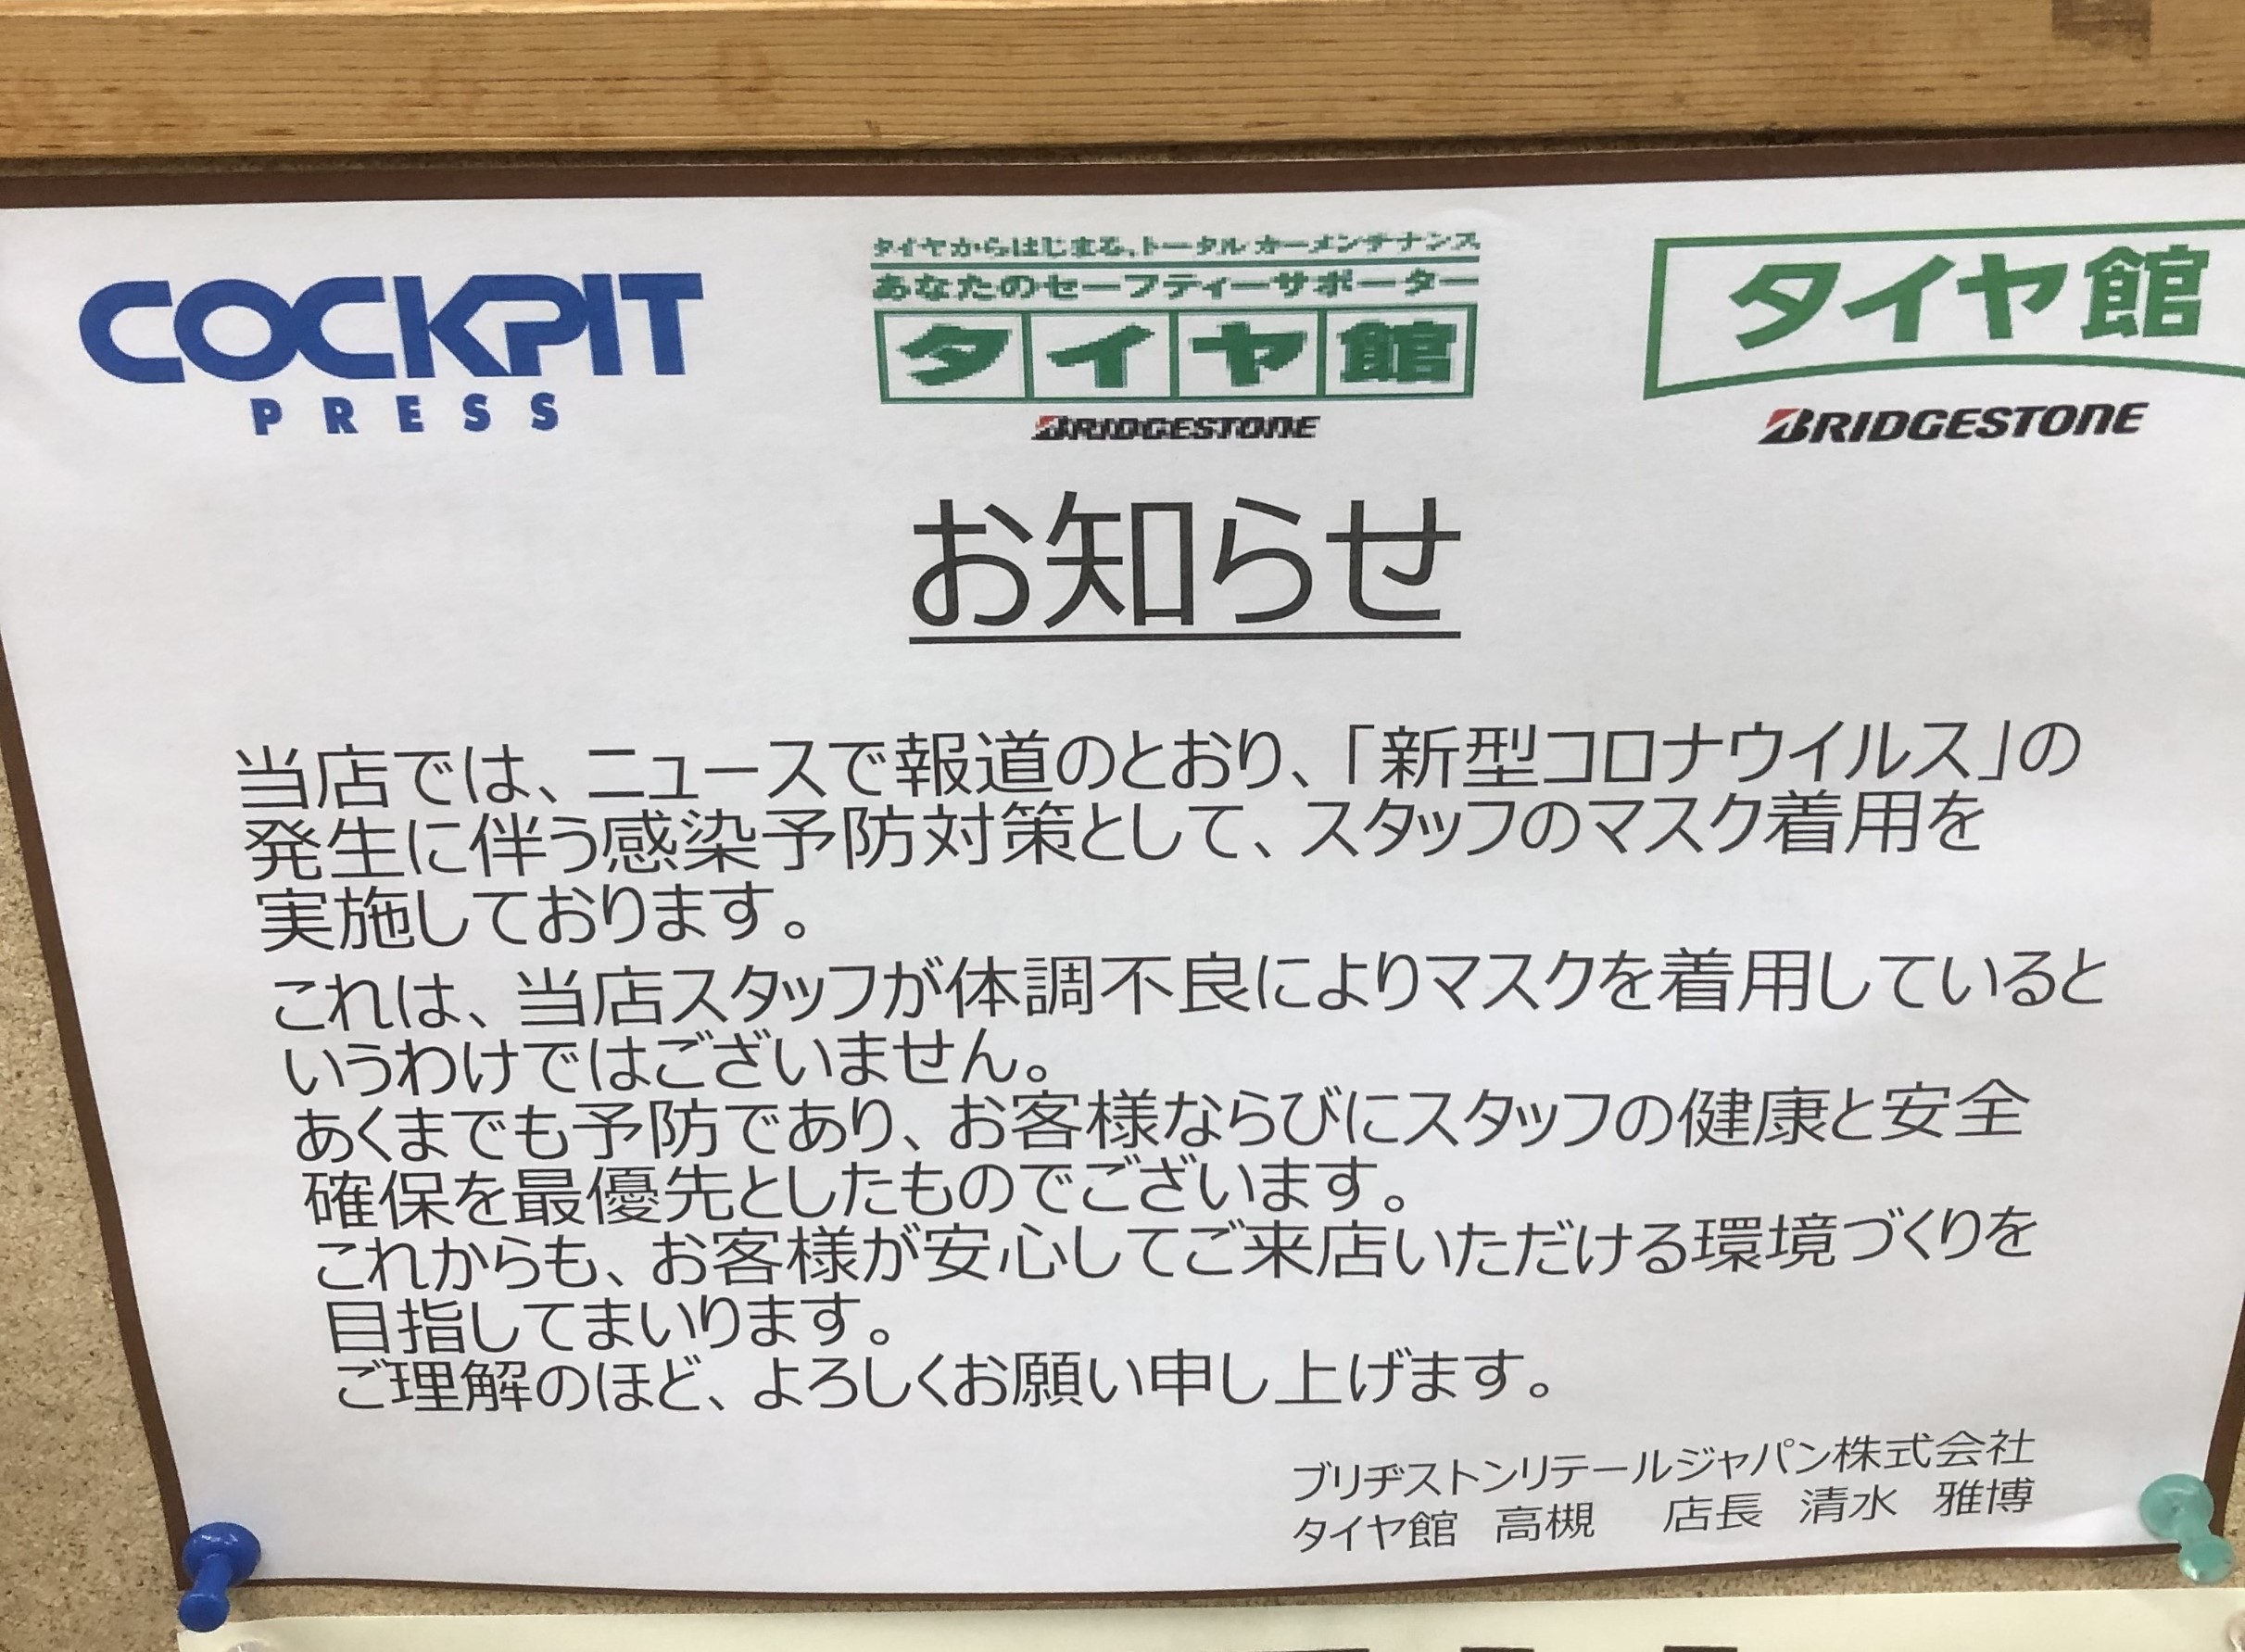 COCKPIT
PRESS
タイヤからはじまる、トータルカーメンテナンス
あなたのセーフティーサポーター
タイヤ館
BRIDGESTONE
タイヤ館
BRIDGESTONE
お知らせ
当店では、ニュースで報道のとおり、「新型コロナウイルス」の
発生に伴う感染予防対策として、スタッフのマスク着用を
実施しております。
これは、当店スタッフが体調不良によりマスクを着用していると
いうわけではございません。
あくまでも予防であり、お客様ならびにスタッフの健康と安全
確保を最優先としたものでございます。
これからも、お客様が安心してご来店いただける環境づくりを
目指してまいります。
ご理解のほど、よろしくお願い申し上げます。
ブリヂストンリテールジャパン株式会社
タイヤ館 高槻 店長 清水 雅博